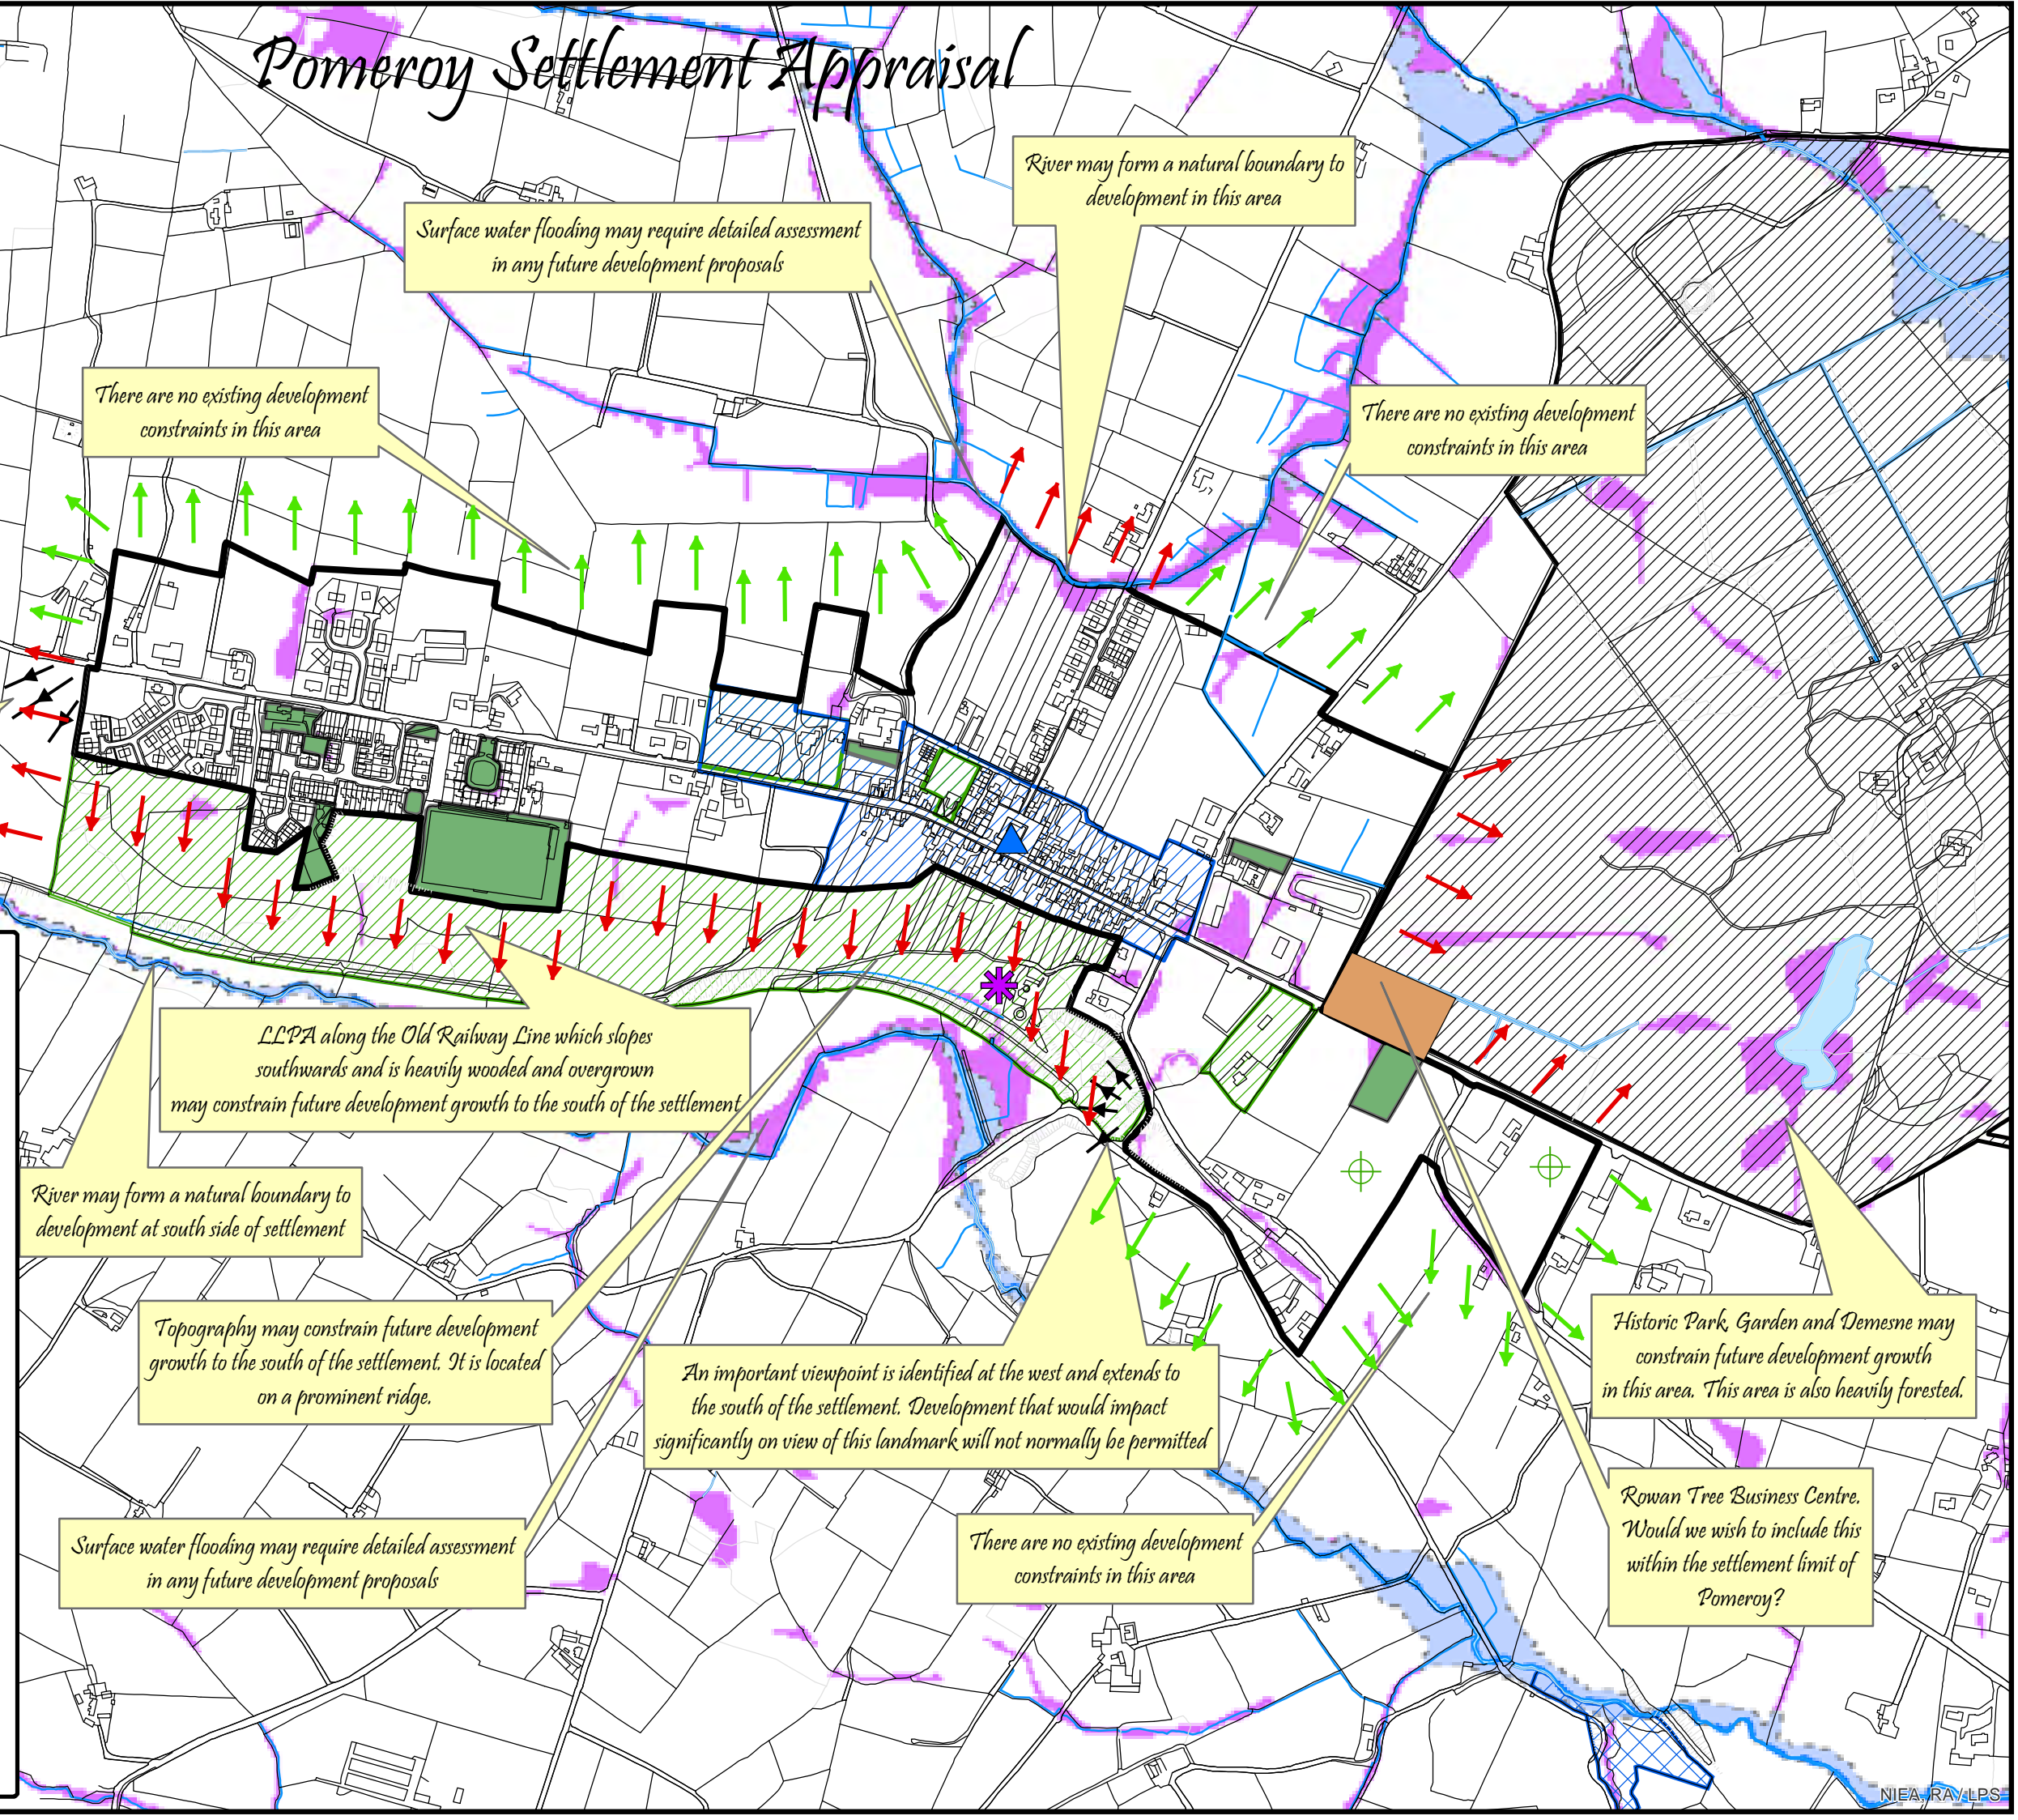 Pomeroy Settlement Appraisal
River may form a natural boundary to
development in this area
Surface water flooding may require detailed assessment
in any future development proposals
There are no existing development
constraints in this area
There are no existing development
constraints in this area
LLPA along the Old Railway Line which slopes
southwards and is heavily wooded and overgrown
may constrain future development growth to the south of the settlement
River may form a natural boundary to
development at south side of settlement
Topography may constrain future development
growth to the south of the settlement. It is located
on a prominent ridge.
An important viewpoint is identified at the west and extends to
the south of the settlement. Development that would impact
significantly on view of this landmark will not normally be permitted
Historic Park, Garden and Demesne may
constrain future development growth
in this area. This area is also heavily forested.
Surface water flooding may require detailed assessment
in any future development proposals
There are no existing development
constraints in this area
Rowan Tree Business Centre.
Would we wish to include this
within the settlement limit of
Pomeroy?
NIEA, RA / LPS